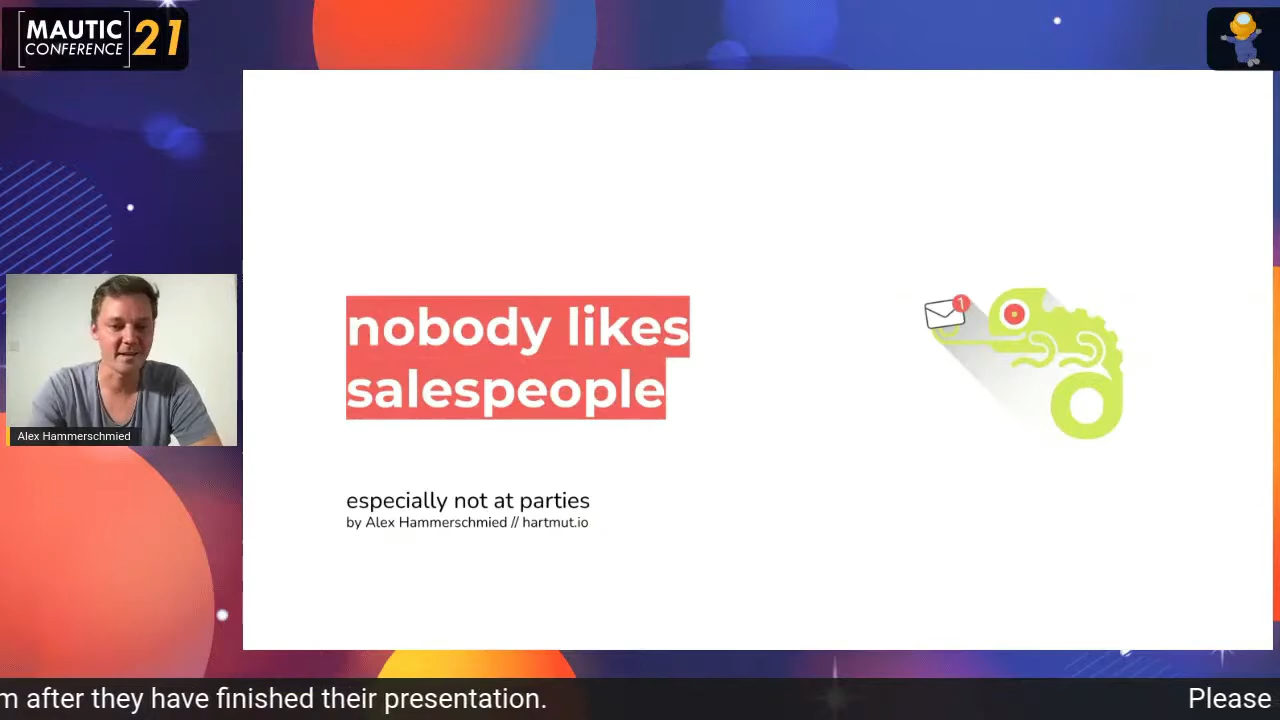 MAUTIC
CONFERENCE 21
nobody likes
salespeople
1
Alex Hammerschmied
especially not at parties
by Alex Hammerschmied // hartmut.io
m after they have finished their presentation.
Please